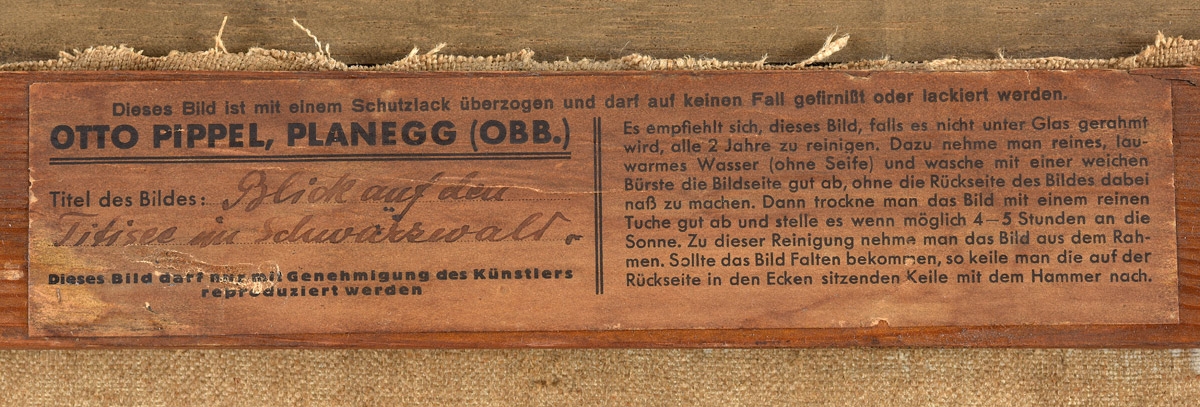 Dieses Bild ist mit einem Schutzlack überzogen und darf auf keinen Fall gefirnißt oder lackiert werden.
OTTO PIPPEL, PLANEGG (OBB.)
Titel des Bildes: Blick auf den
Titisee im Schwarzwald.
Dieses Bild darf nur mit Genehmigung des Künstlers
reproduziert werden
Es empfiehlt sich, dieses Bild, falls es nicht unter Glas gerahmt
wird, alle 2 Jahre zu reinigen. Dazu nehme man reines, lau-
warmes Wasser (ohne Seife) und wasche mit einer weichen
Bürste die Bildseite gut ab, ohne die Rückseite des Bildes dabei
naß zu machen. Dann trockne man das Bild mit einem reinen
Tuche gut ab und stelle es wenn möglich 4—5 Stunden an die
Sonne. Zu dieser Reinigung nehme man das Bild aus dem Rah-
men. Sollte das Bild Falten bekommen, so keile man die auf der
Rückseite in den Ecken sitzenden Keile mit dem Hammer nach.